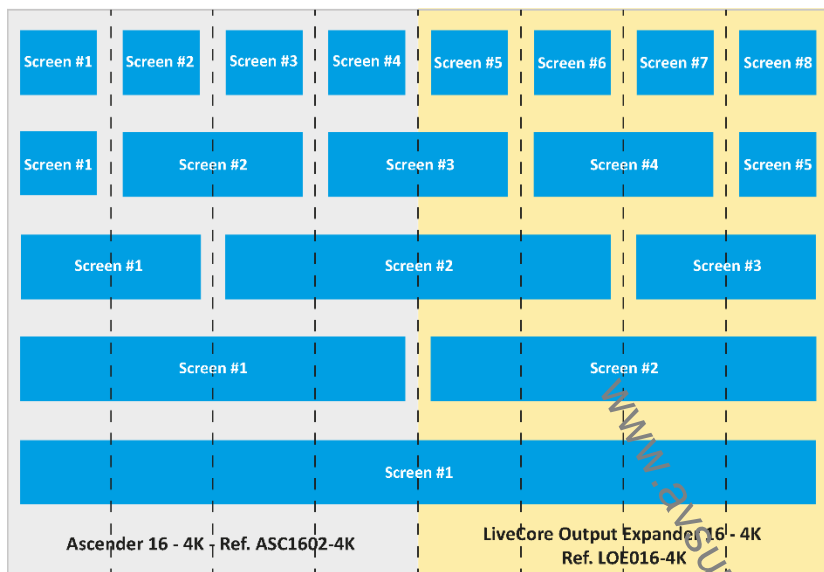 Screen #1 Screen #2 Screen #3 Screen #4 Screen #5 Screen #6 Screen #7 Screen #8
Screen #1 Screen #2 Screen #3 Screen #4 Screen #5
Screen #1 Screen #2 Screen #3
Screen #1 Screen #2
Screen #1
Ascender 16 - 4K - Ref. ASC1602-4K
LiveCore Output Expander 16 - 4K
Ref. LOE016-4K